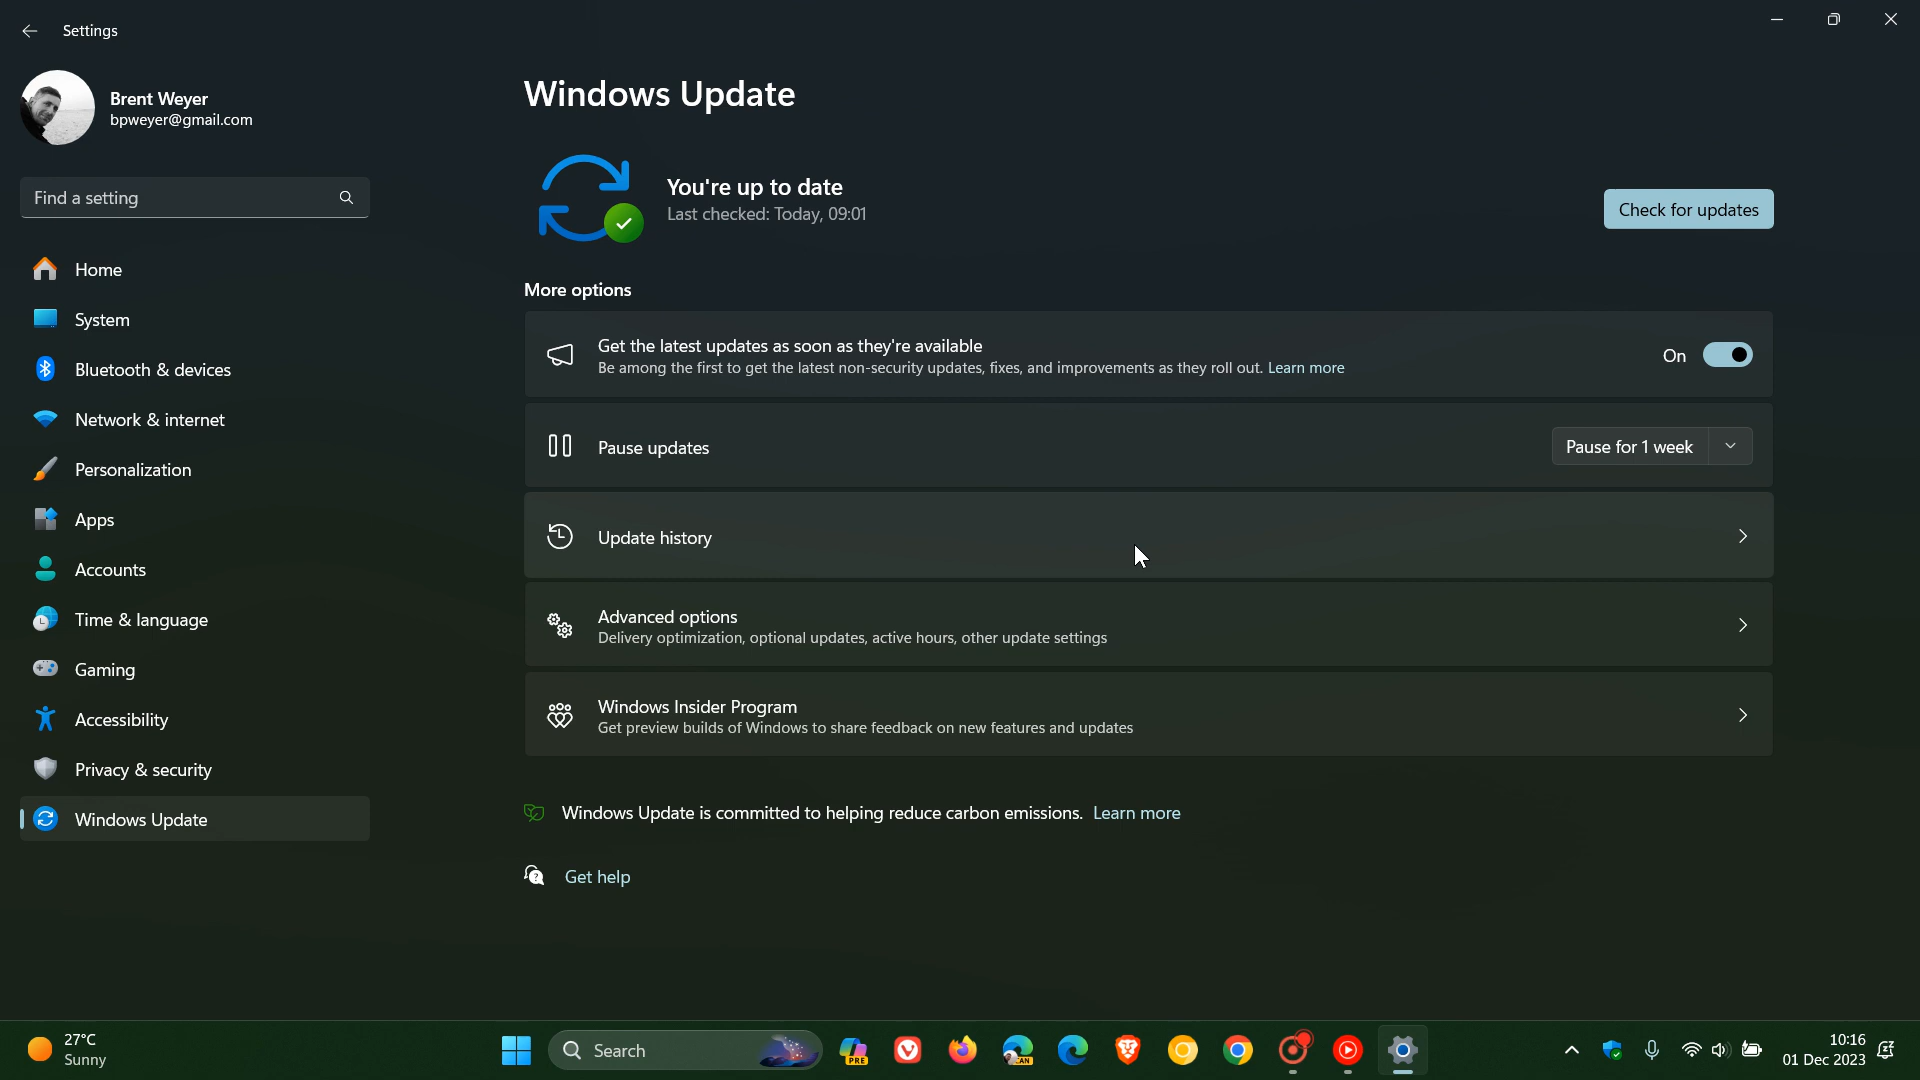 Settings
Brent Weyer
bpweyer@gmail.com
Find a setting
Home
System
Bluetooth & devices
Network & internet
Personalization
Apps
Accounts
Time & language
Gaming
Accessibility
Privacy & security
Windows Update
Windows Update
You're up to date
Last checked: Today, 09:01
Check for updates
More options
Get the latest updates as soon as they're available
Be among the first to get the latest non-security updates, fixes, and improvements as they roll out. Learn more
On
Pause updates
Pause for 1 week
Update history
Advanced options
Delivery optimization, optional updates, active hours, other update settings
Windows Insider Program
Get preview builds of Windows to share feedback on new features and updates
Windows Update is committed to helping reduce carbon emissions. Learn more
Get help
27°C
Sunny
Search
PRE
CAN
10:16
01 Dec 2023